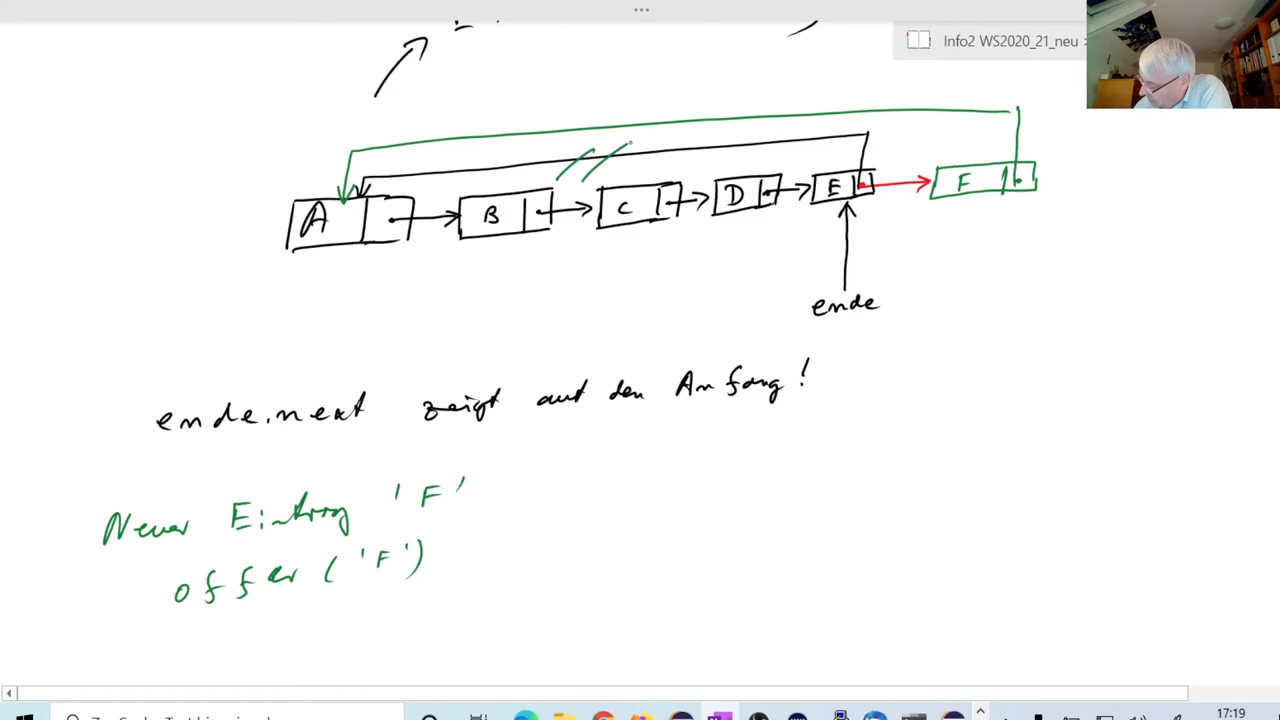 Info2 WS2020_21_neu >
A B C D E F
ende
ende.next zeigt auf den Anfang!
Neuer Eintrag 'F'
offer('F')
17:19